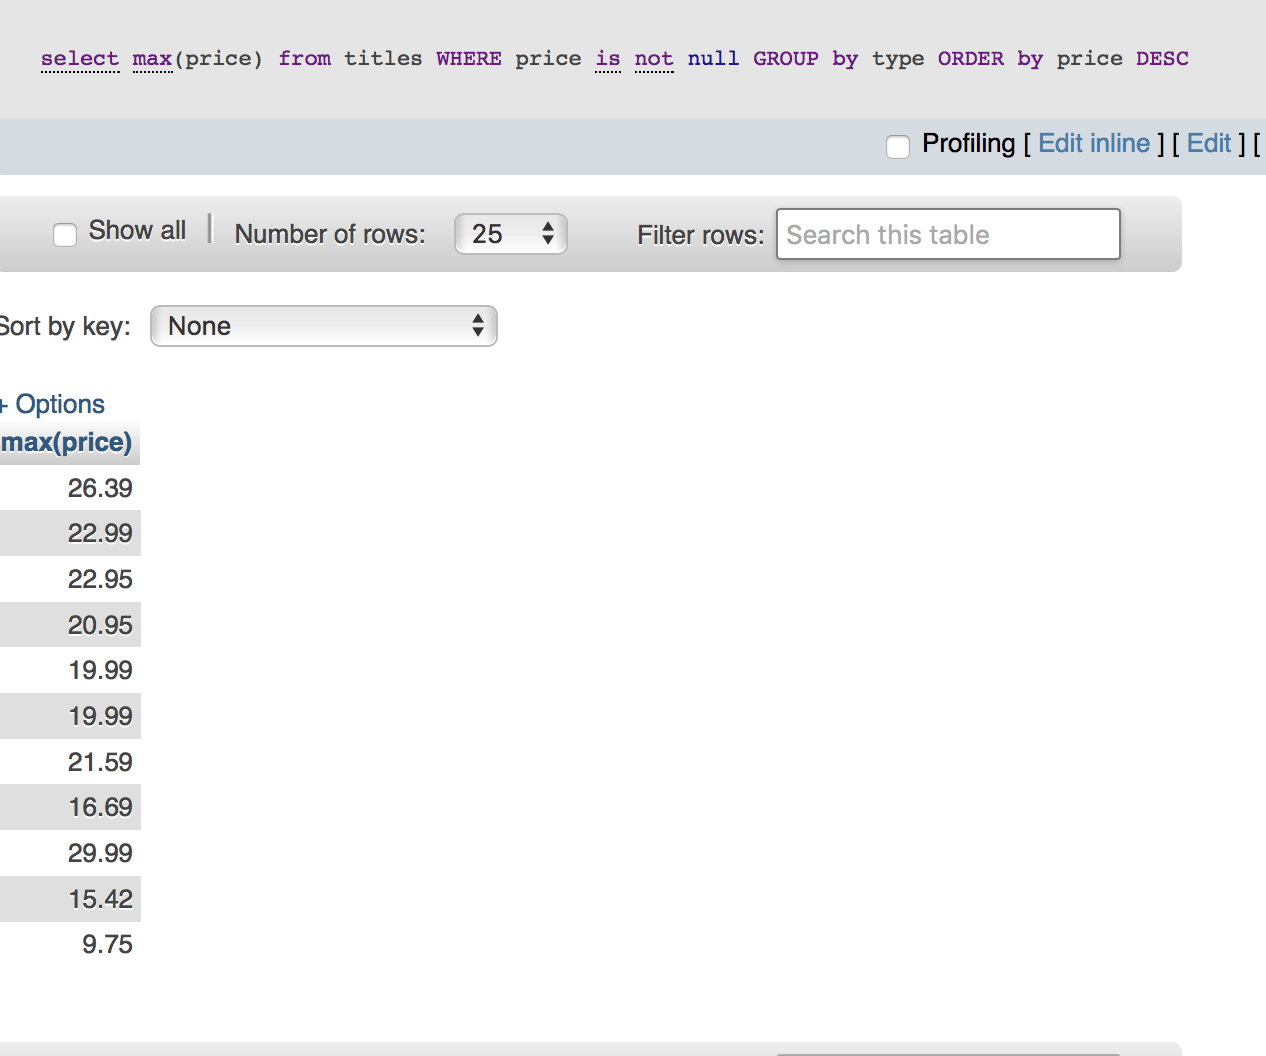 select max(price) from titles WHERE price is not null GROUP by type ORDER by price DESC
Profiling [ Edit inline ] [ Edit ] [
Show all | Number of rows: 25 Filter rows: Search this table
Sort by key: None
+ Options
max(price)
26.39
22.99
22.95
20.95
19.99
19.99
21.59
16.69
29.99
15.42
9.75